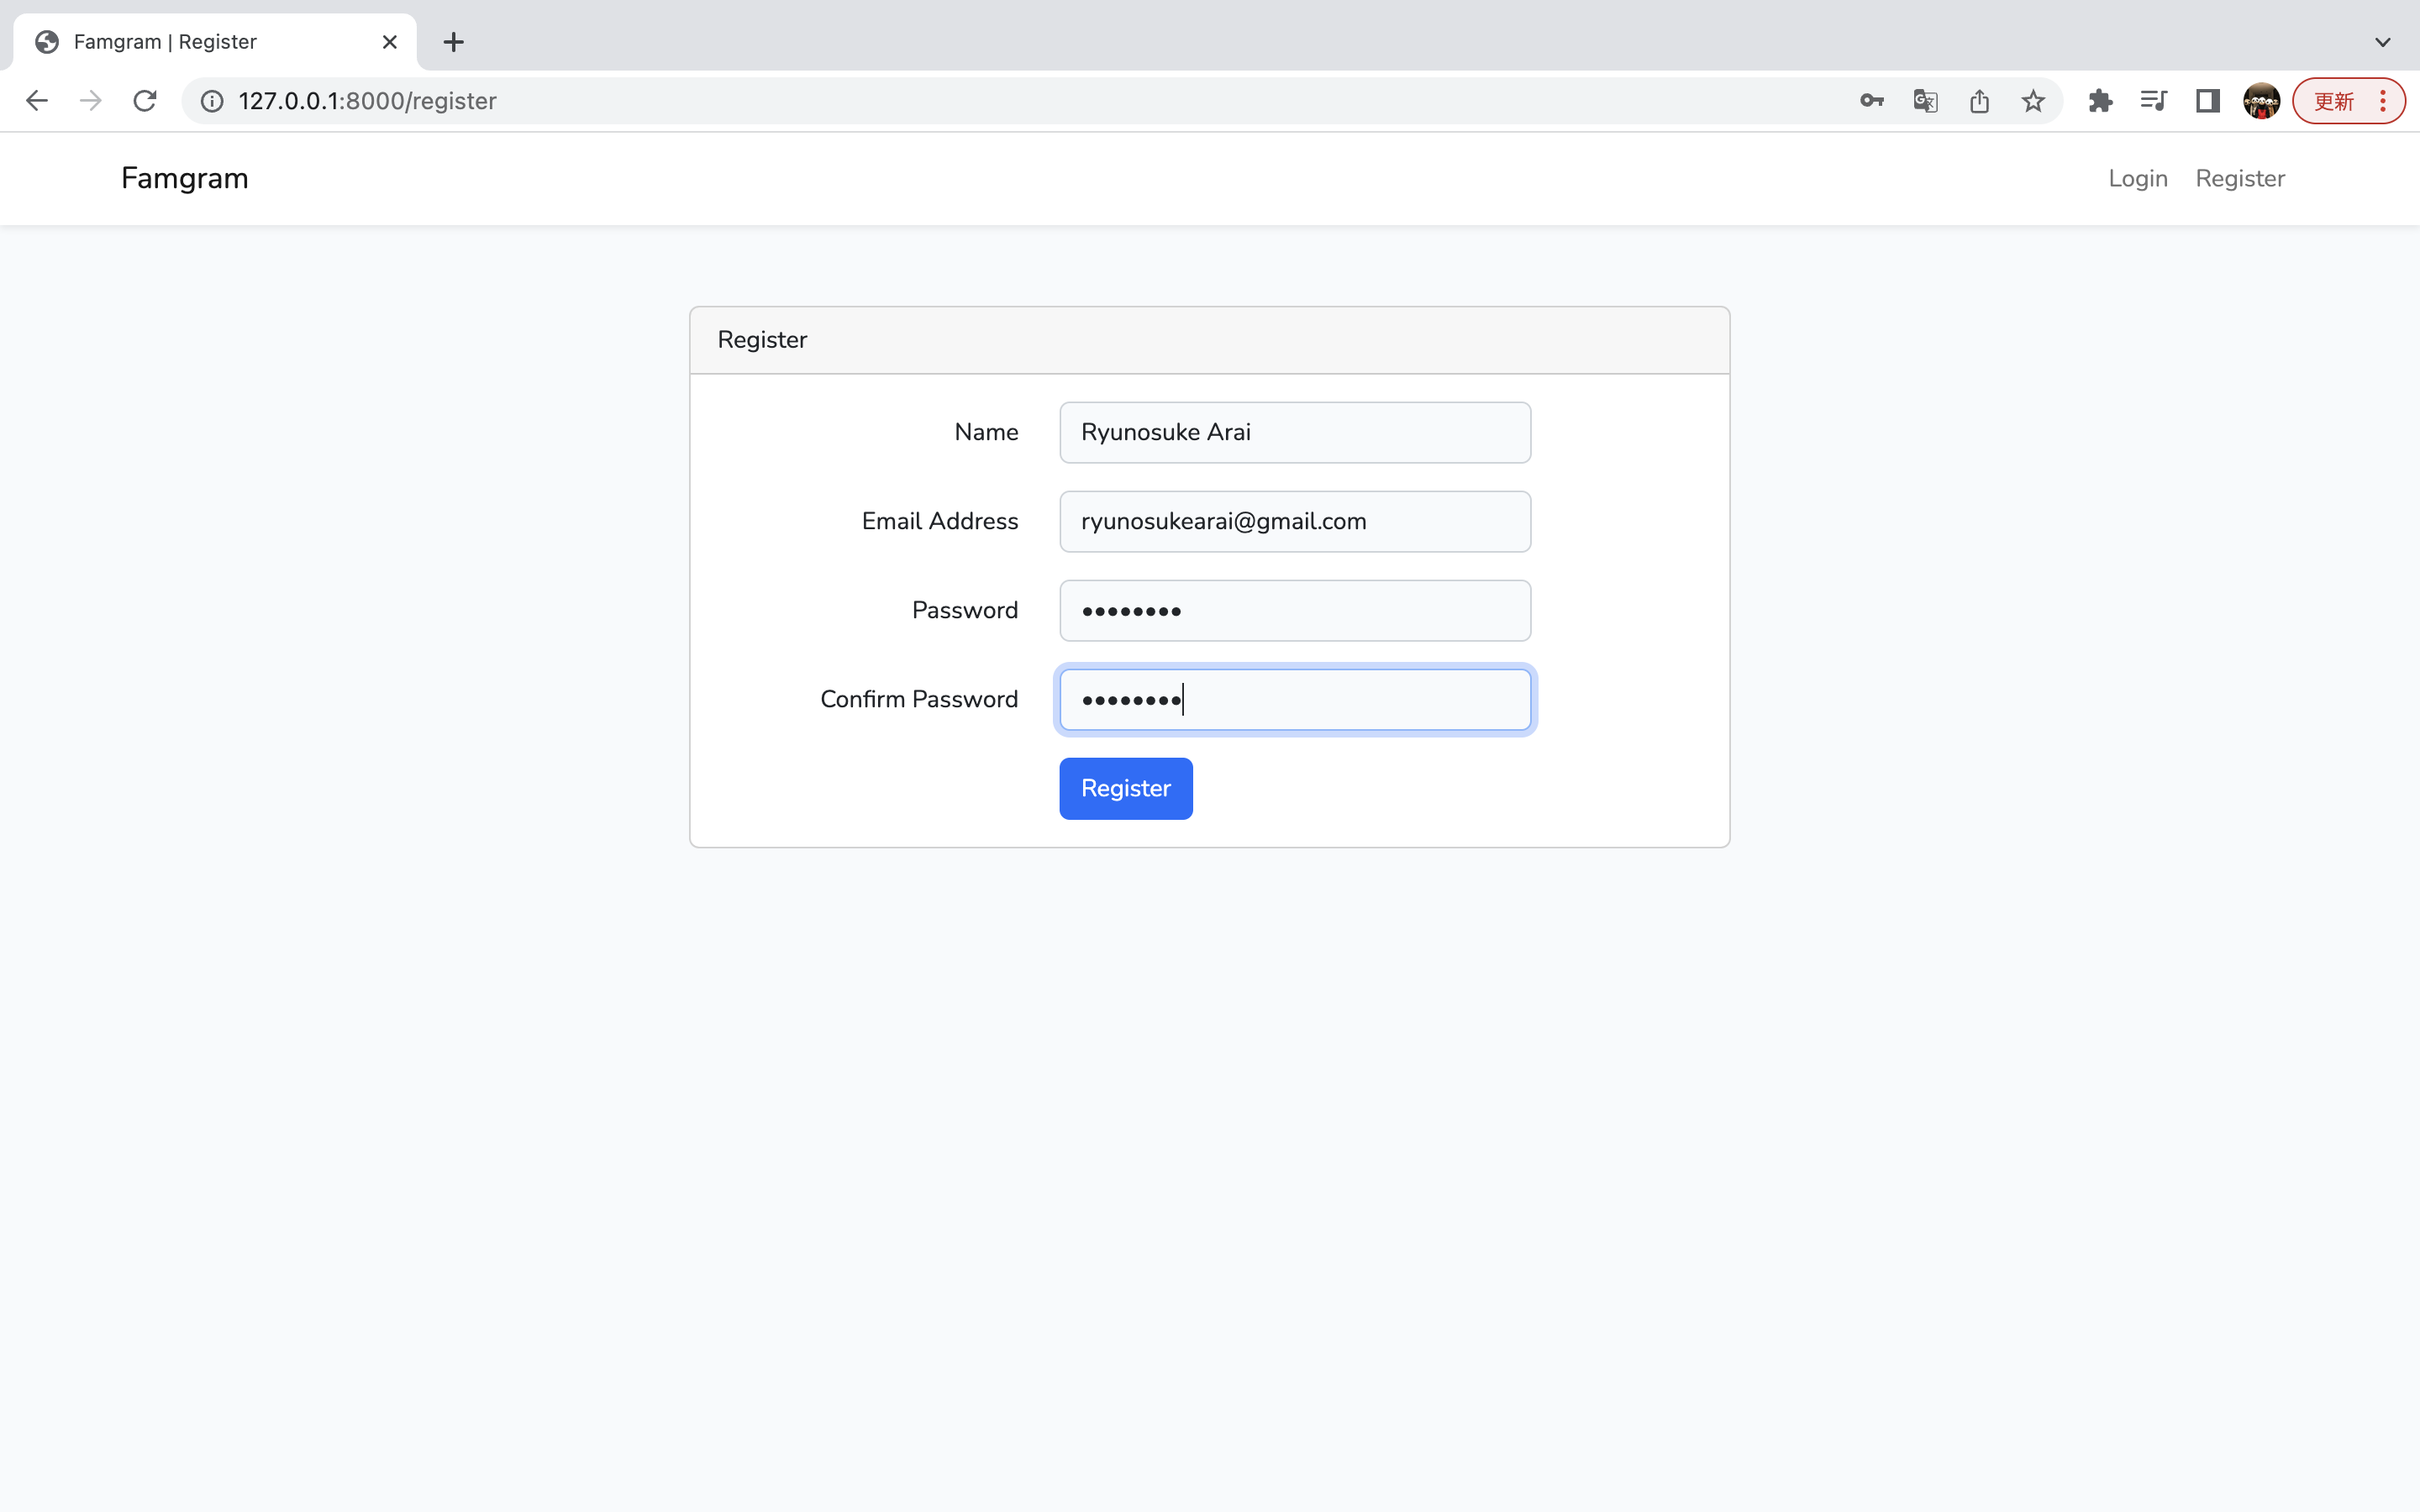 Famgram | Register
127.0.0.1:8000/register
更新
Famgram
Login Register
Register
Name Ryunosuke Arai
Email Address ryunosukearai@gmail.com
Password ••••••••
Confirm Password ••••••••
Register